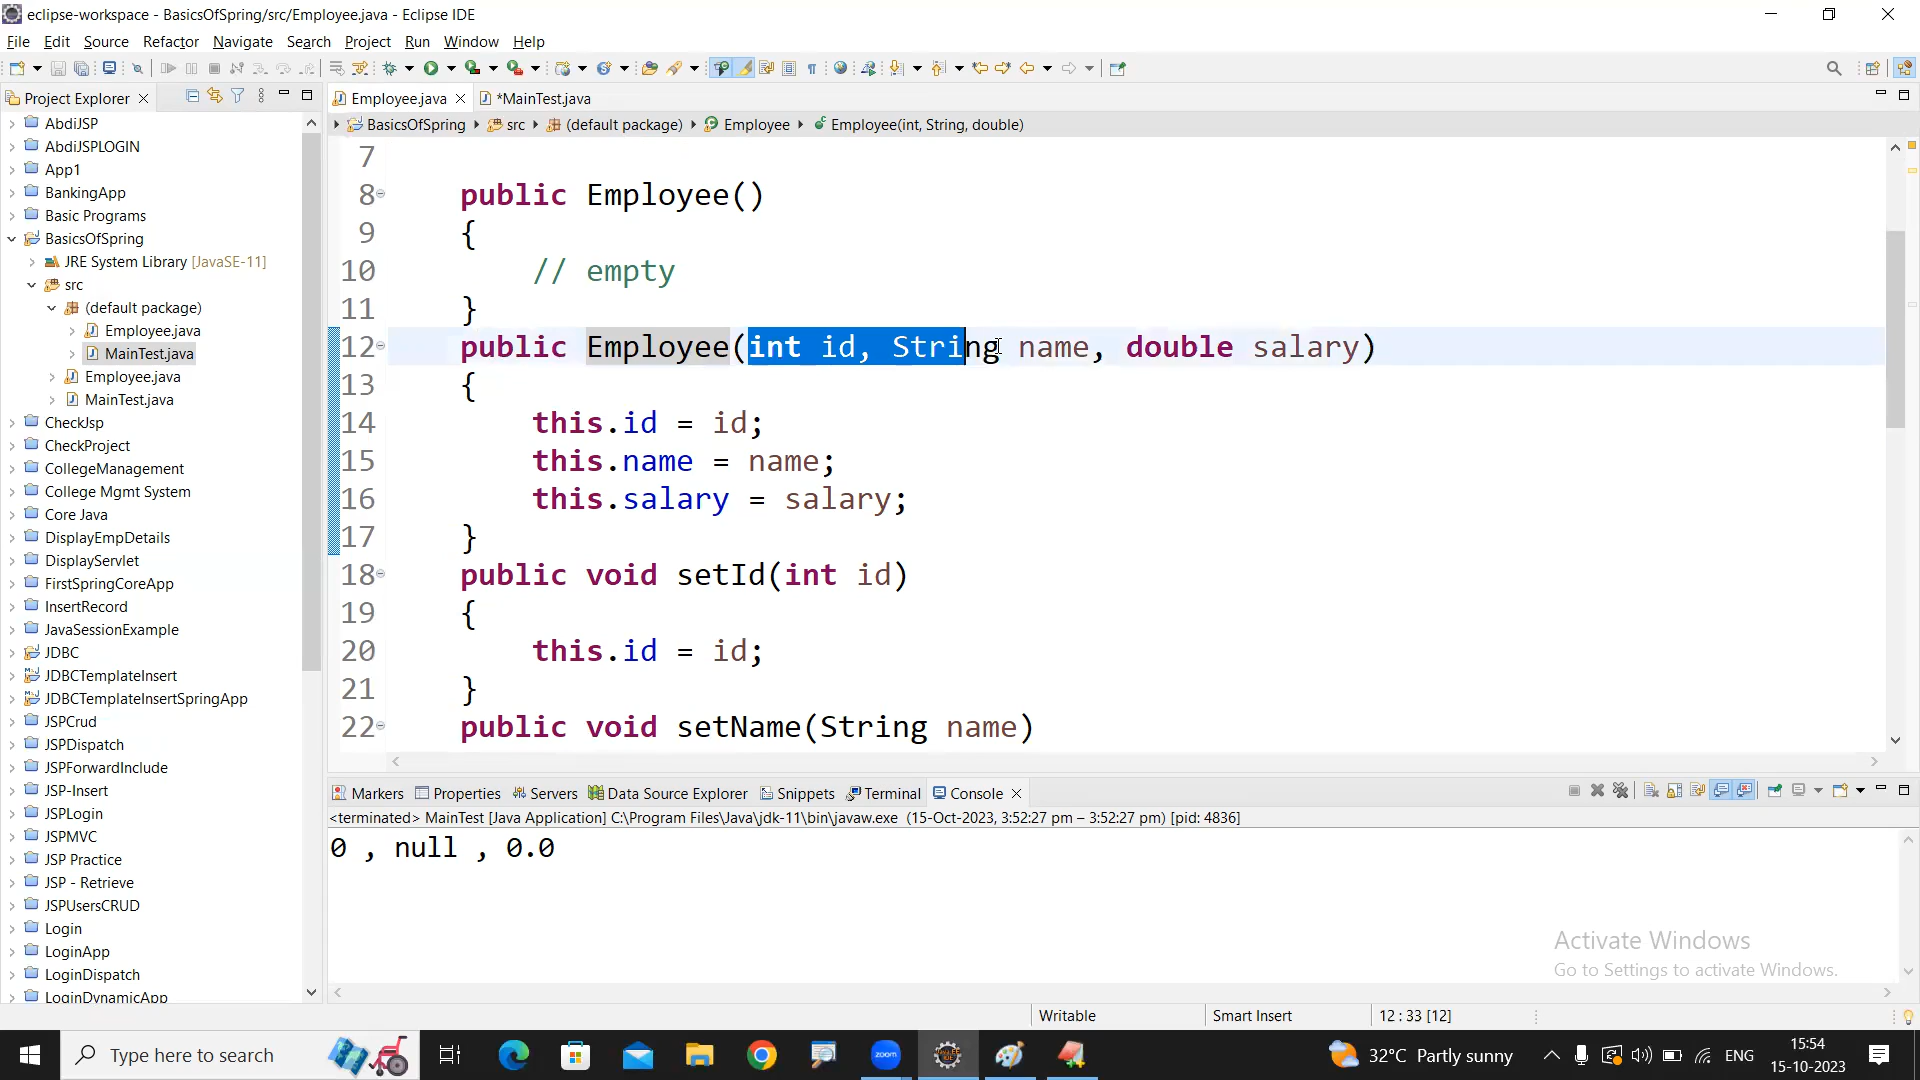 eclipse-workspace - BasicsOfSpring/src/Employee.java - Eclipse IDE
File Edit Source Refactor Navigate Search Project Run Window Help
Project Explorer
AbdiJSP
AbdiJSPLOGIN
App1
BankingApp
Basic Programs
BasicsOfSpring
JRE System Library [JavaSE-11]
src
(default package)
Employee.java
MainTest.java
Employee.java
MainTest.java
CheckJsp
CheckProject
CollegeManagement
College Mgmt System
Core Java
DisplayEmpDetails
DisplayServlet
FirstSpringCoreApp
InsertRecord
JavaSessionExample
JDBC
JDBCTemplateInsert
JDBCTemplateInsertSpringApp
JSPCrud
JSPDispatch
JSPForwardInclude
JSP-Insert
JSPLogin
JSPMVC
JSP Practice
JSP - Retrieve
JSPUsersCRUD
Login
LoginApp
LoginDispatch
LoginDynamicApp
Employee.java *MainTest.java
BasicsOfSpring src (default package) Employee Employee(int, String, double)
7
8 public Employee()
9 {
10 // empty
11 }
12 public Employee(int id, String name, double salary)
13 {
14 this.id = id;
15 this.name = name;
16 this.salary = salary;
17 }
18 public void setId(int id)
19 {
20 this.id = id;
21 }
22 public void setName(String name)
Markers Properties Servers Data Source Explorer Snippets Terminal Console
<terminated> MainTest [Java Application] C:\Program Files\Java\jdk-11\bin\javaw.exe (15-Oct-2023, 3:52:27 pm – 3:52:27 pm) [pid: 4836]
0 , null , 0.0
Activate Windows
Go to Settings to activate Windows.
Writable Smart Insert 12 : 33 [12]
Type here to search
zoom
32°C Partly sunny
ENG
15:54
15-10-2023